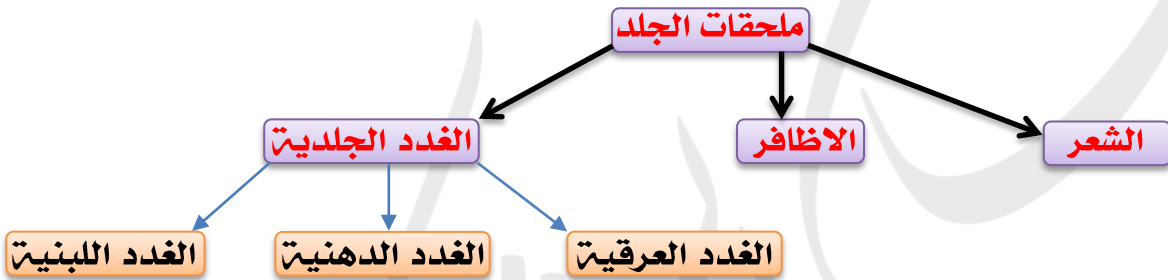 ملحقات الجلد
الشعر
الاظافر
الغدد الجلدية
الغدد العرقية
الغدد الدهنية
الغدد اللبنية